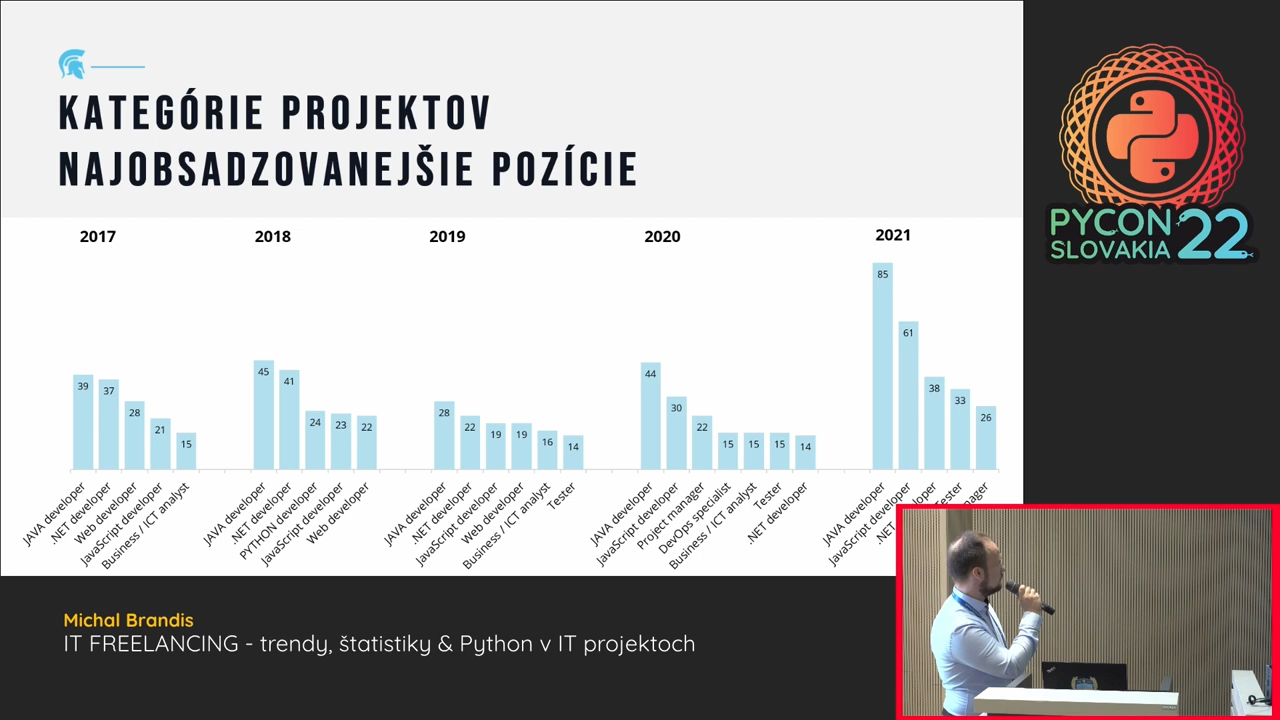 KATEGÓRIE PROJEKTOV
NAJOBSADZOVANEJŠIE POZÍCIE
2017
2018
2019
2020
2021
39
37
28
21
15
45
41
24
23
22
28
22
19
19
16
14
44
30
22
15
15
15
14
85
61
38
33
26
JAVA developer
.NET developer
Web developer
JavaScript developer
Business / ICT analyst
JAVA developer
.NET developer
PYTHON developer
JavaScript developer
Web developer
JAVA developer
.NET developer
JavaScript developer
Web developer
Business / ICT analyst
Tester
JAVA developer
JavaScript developer
Project manager
DevOps specialist
Business / ICT analyst
Tester
.NET developer
JAVA developer
JavaScript developer
.NET
Tester
PYCON
SLOVAKIA
22
Michal Brandis
IT FREELANCING - trendy, štatistiky & Python v IT projektoch